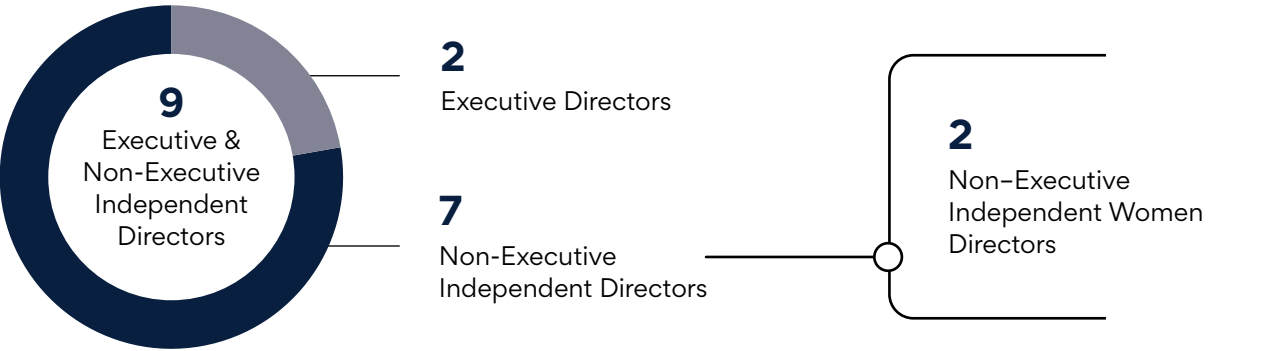 9
Executive &
Non-Executive
Independent
Directors
2
Executive Directors
7
Non-Executive
Independent Directors
2
Non–Executive
Independent Women
Directors